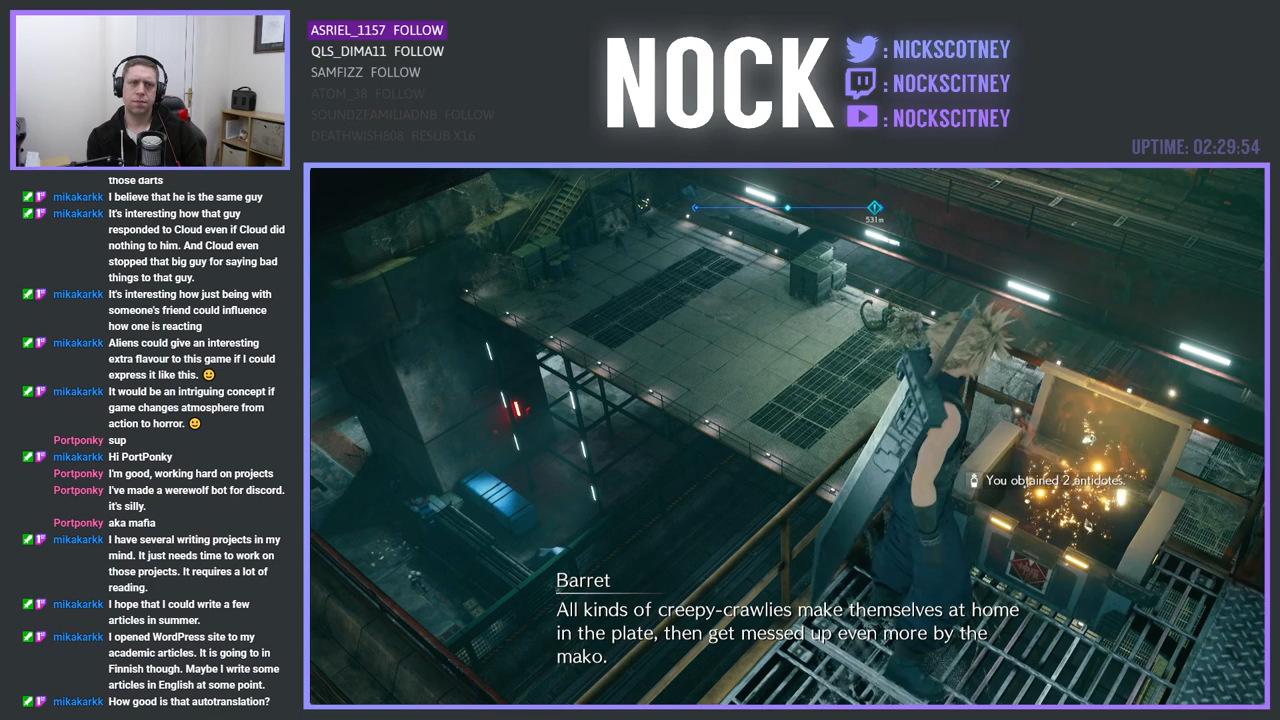 ASRIEL_1157 FOLLOW
QLS_DIMA11 FOLLOW
SAMFIZZ FOLLOW
ATOM_38 FOLLOW
SOUNDZFAMILIADNB FOLLOW
DEATHWISH808 RESUB X16
NOCK
: NICKSCOTNEY
: NOCKSCITNEY
: NOCKSCITNEY
UPTIME: 02:29:54
those darts
mikakarkk I believe that he is the same guy
mikakarkk It's interesting how that guy
responded to Cloud even if Cloud did
nothing to him. And Cloud even
stopped that big guy for saying bad
things to that guy.
mikakarkk It's interesting how just being with
someone's friend could influence
how one is reacting
mikakarkk Aliens could give an interesting
extra flavour to this game if I could
express it like this.
mikakarkk It would be an intriguing concept if
game changes atmosphere from
action to horror.
Portponky sup
mikakarkk Hi PortPonky
Portponky I'm good, working hard on projects
Portponky I've made a werewolf bot for discord.
it's silly.
Portponky aka mafia
mikakarkk I have several writing projects in my
mind. It just needs time to work on
those projects. It requires a lot of
reading.
mikakarkk I hope that I could write a few
articles in summer.
mikakarkk I opened WordPress site to my
academic articles. It is going to in
Finnish though. Maybe I write some
articles in English at some point.
mikakarkk How good is that autotranslation?
531m
You obtained 2 antidotes.
Barret
All kinds of creepy-crawlies make themselves at home
in the plate, then get messed up even more by the
mako.